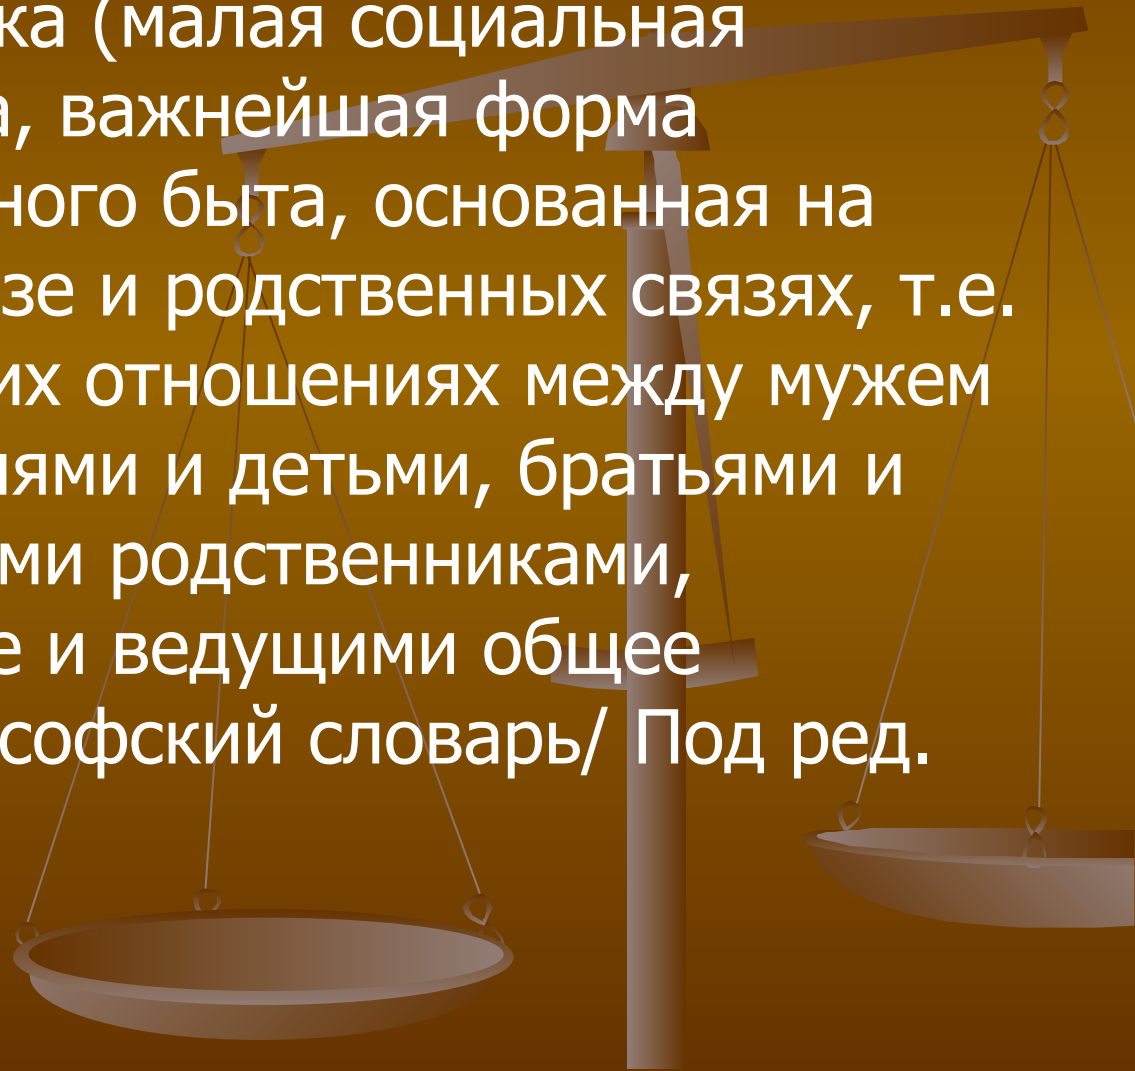 ка (малая социальная
а, важнейшая форма
ного быта, основанная на
зе и родственных связях, т.е.
их отношениях между мужем
лями и детьми, братьями и
ми родственниками,
е и ведущими общее
софский словарь/ Под ред.